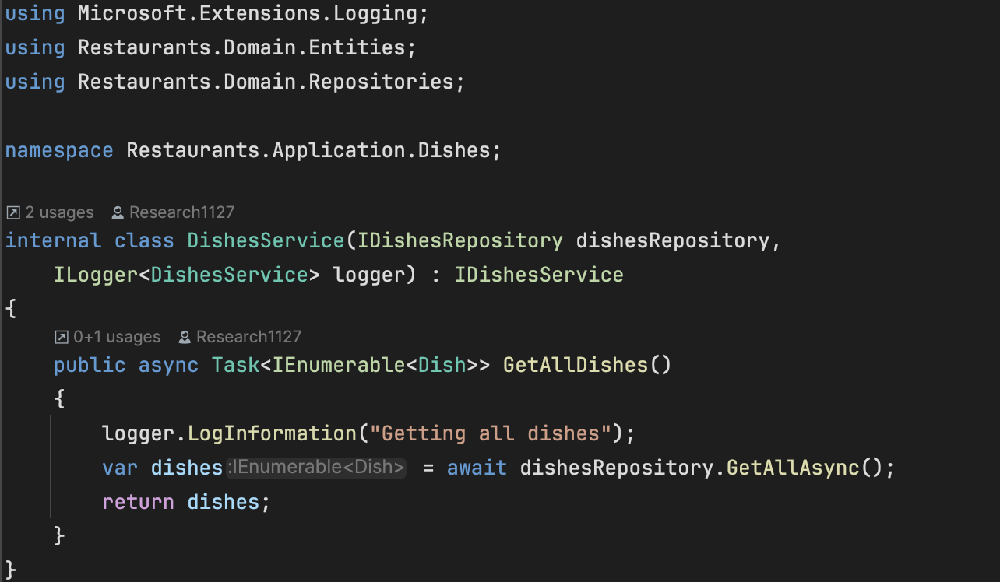 using Microsoft.Extensions.Logging;
using Restaurants.Domain.Entities;
using Restaurants.Domain.Repositories;
namespace Restaurants.Application.Dishes;
2 usages Research1127
internal class DishesService(IDishesRepository dishesRepository,
ILogger<DishesService> logger) : IDishesService
{
0+1 usages Research1127
public async Task<IEnumerable<Dish>> GetAllDishes()
{
logger.LogInformation("Getting all dishes");
var dishes:IEnumerable<Dish> = await dishesRepository.GetAllAsync();
return dishes;
}
}